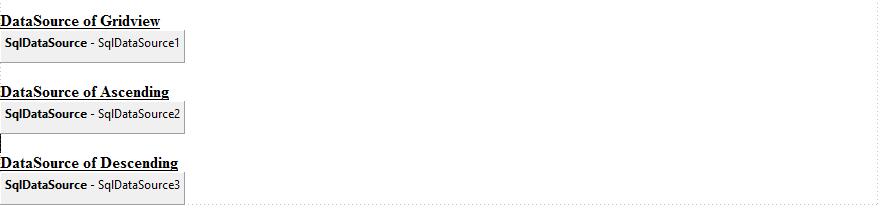 DataSource of Gridview
SqlDataSource - SqlDataSource1
DataSource of Ascending
SqlDataSource - SqlDataSource2
DataSource of Descending
SqlDataSource - SqlDataSource3